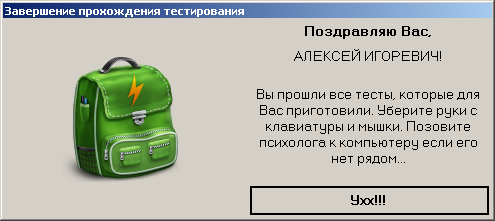 Завершение прохождения тестирования
Поздравляю Вас,
АЛЕКСЕЙ ИГОРЕВИЧ!
Вы прошли все тесты, которые для
Вас приготовили. Уберите руки с
клавиатуры и мышки. Позовите
психолога к компьютеру если его
нет рядом...
Ухх!!!